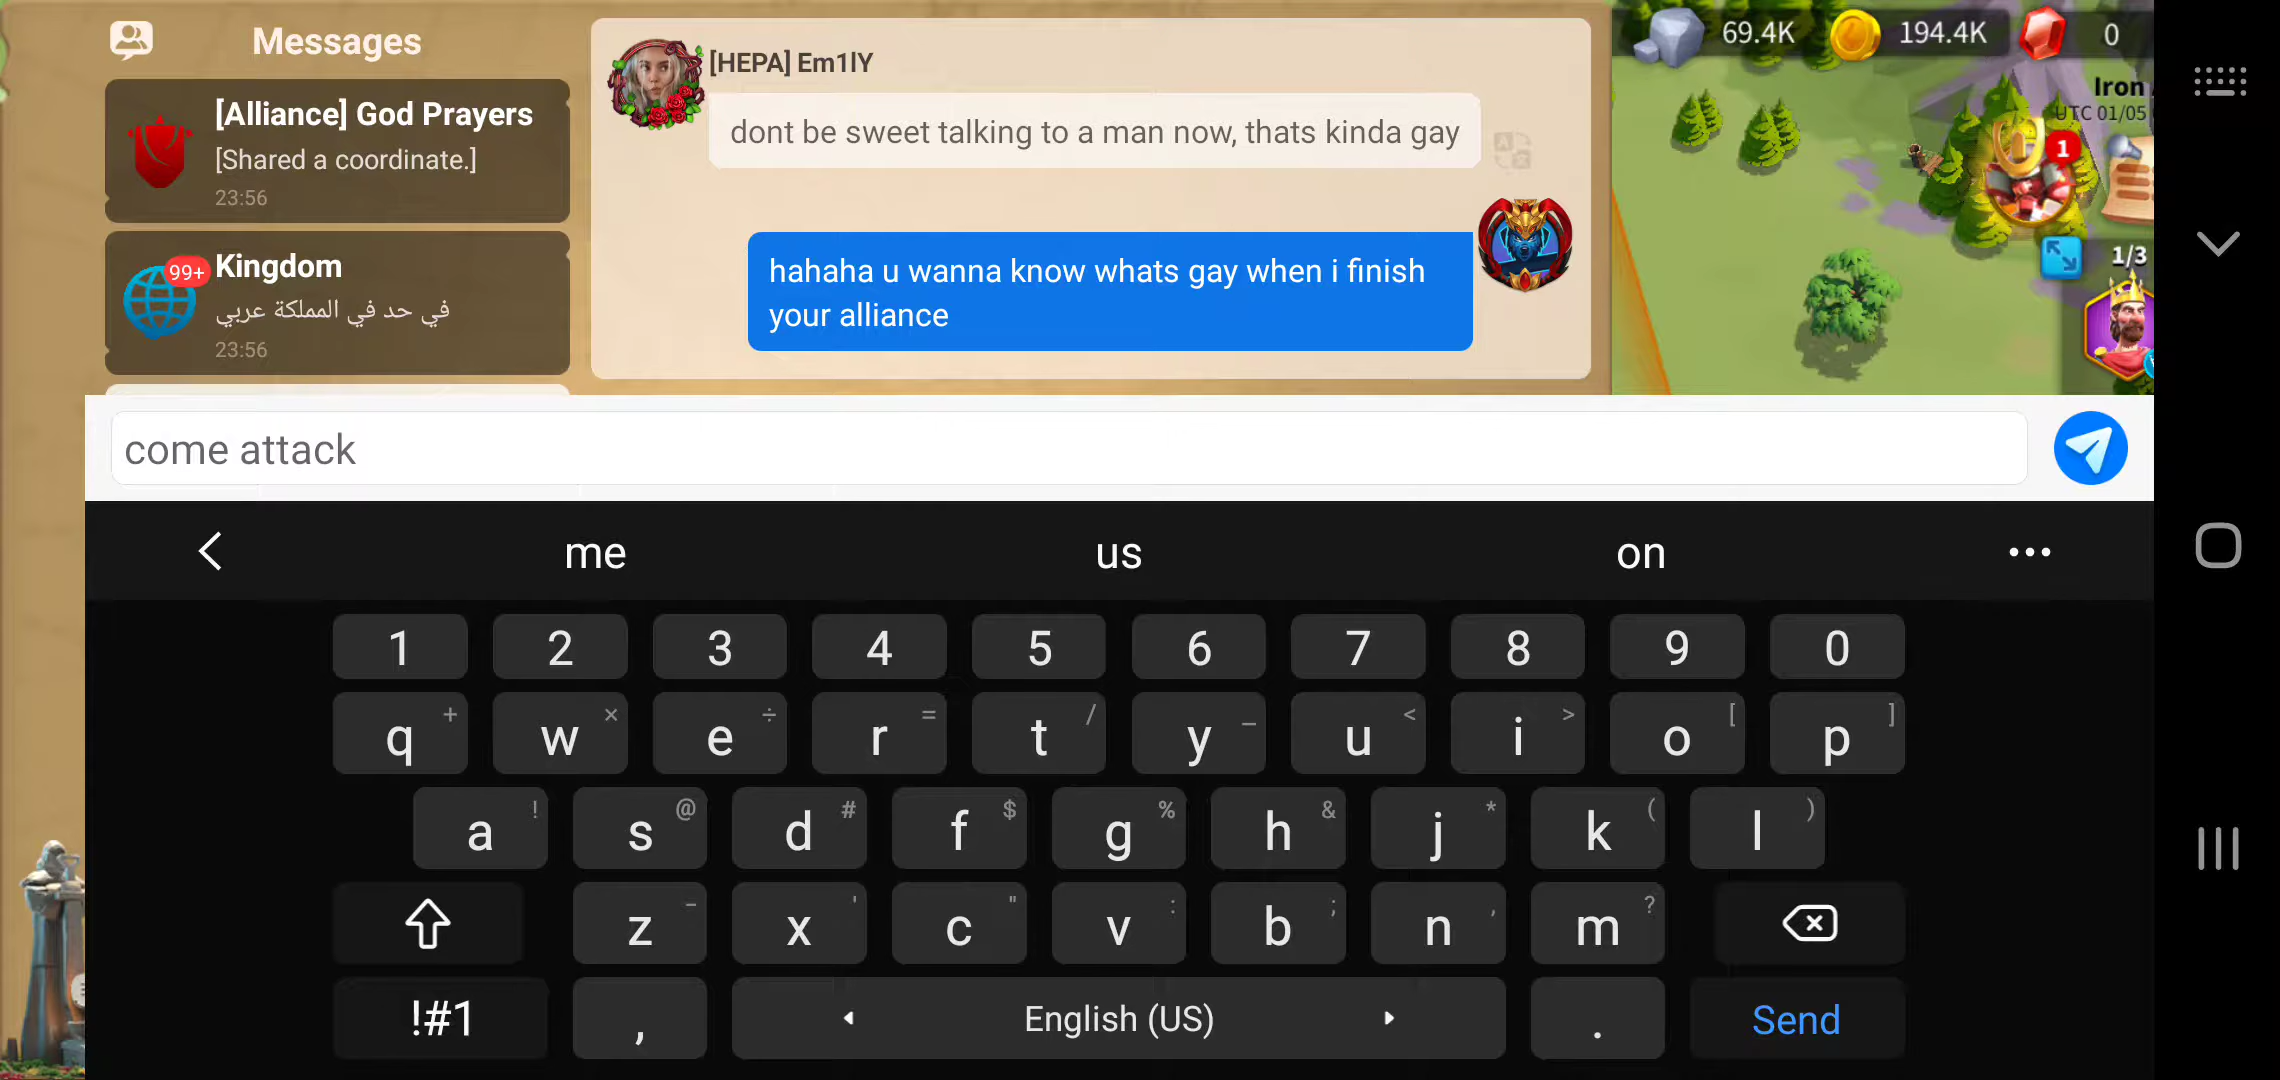 Messages
[Alliance] God Prayers
[Shared a coordinate.]
23:56
99+
Kingdom
في حد في المملكة عربي
23:56
[HEPA] Em1lY
dont be sweet talking to a man now, thats kinda gay
hahaha u wanna know whats gay when i finish
your alliance
69.4K
194.4K
0
Iron
UTC 01/05
1
1/3
come attack
me
us
on
1 2 3 4 5 6 7 8 9 0
q + w × e ÷ r = t / y _ u < i > o [ p ]
a ! s @ d # f $ g % h & j * k ( l )
z - x ' c " v : b ; n , m ?
!#1 , English (US) . Send